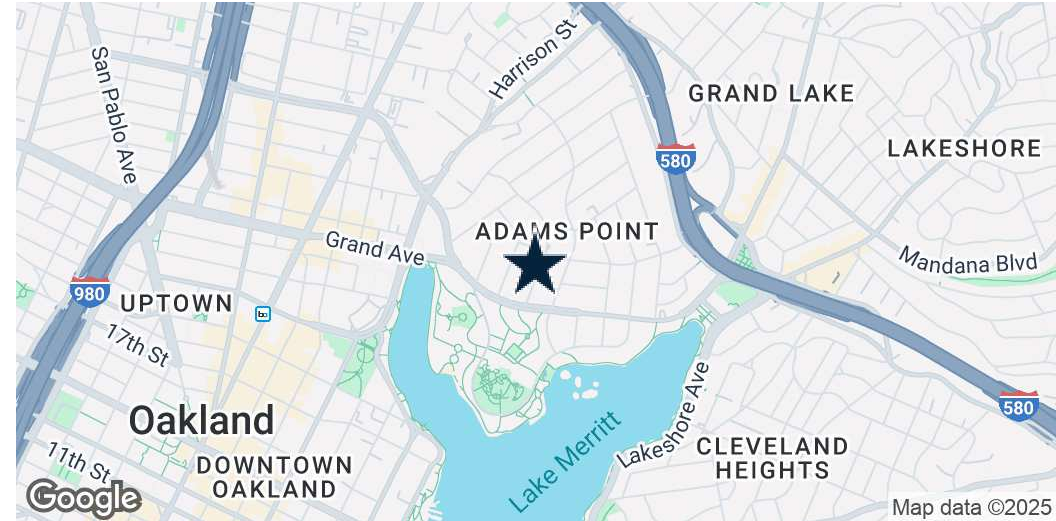 San Pablo Ave
Harrison St
GRAND LAKE
LAKESHORE
580
ADAMS POINT
Grand Ave
Mandana Blvd
980
UPTOWN
17th St
Oakland
580
Lakeshore Ave
Lake Merritt
CLEVELAND
HEIGHTS
11th St
DOWNTOWN
OAKLAND
Google
Map data ©2025